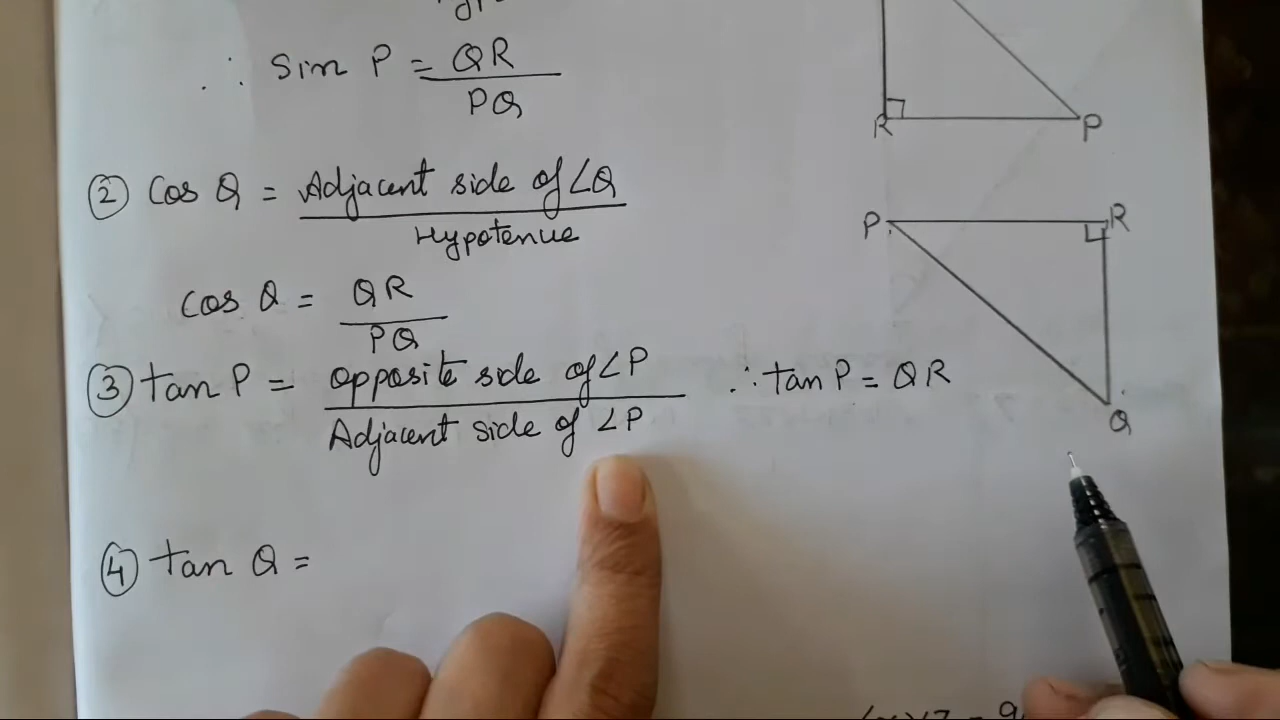 ∴ Sin P = QR
PQ
R
P
② Cos Q = Adjacent side of ∠Q
Hypotenue
P
R
Cos Q = QR
PQ
③ tan P = Opposite side of ∠P ∴ tan P = QR
Adjacent side of ∠P
Q
④ tan Q =